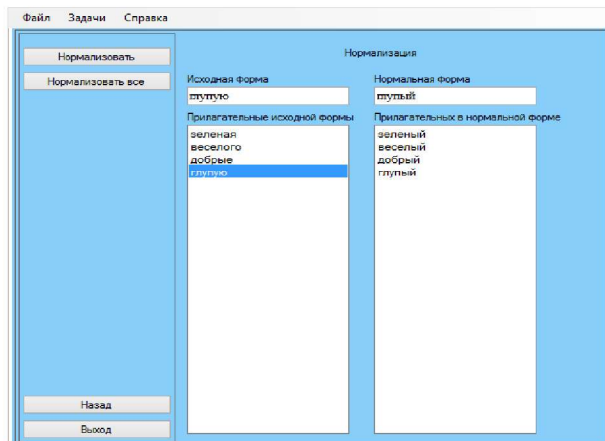 Файл Задачи Справка
Нормализовать
Нормализовать все
Нормализация
Исходная форма
Нормальная форма
глупую
глупый
Прилагательные исходной формы
Прилагательных в нормальной форме
зеленая
веселого
добрые
глупую
зеленый
веселый
добрый
глупый
Назад
Выход